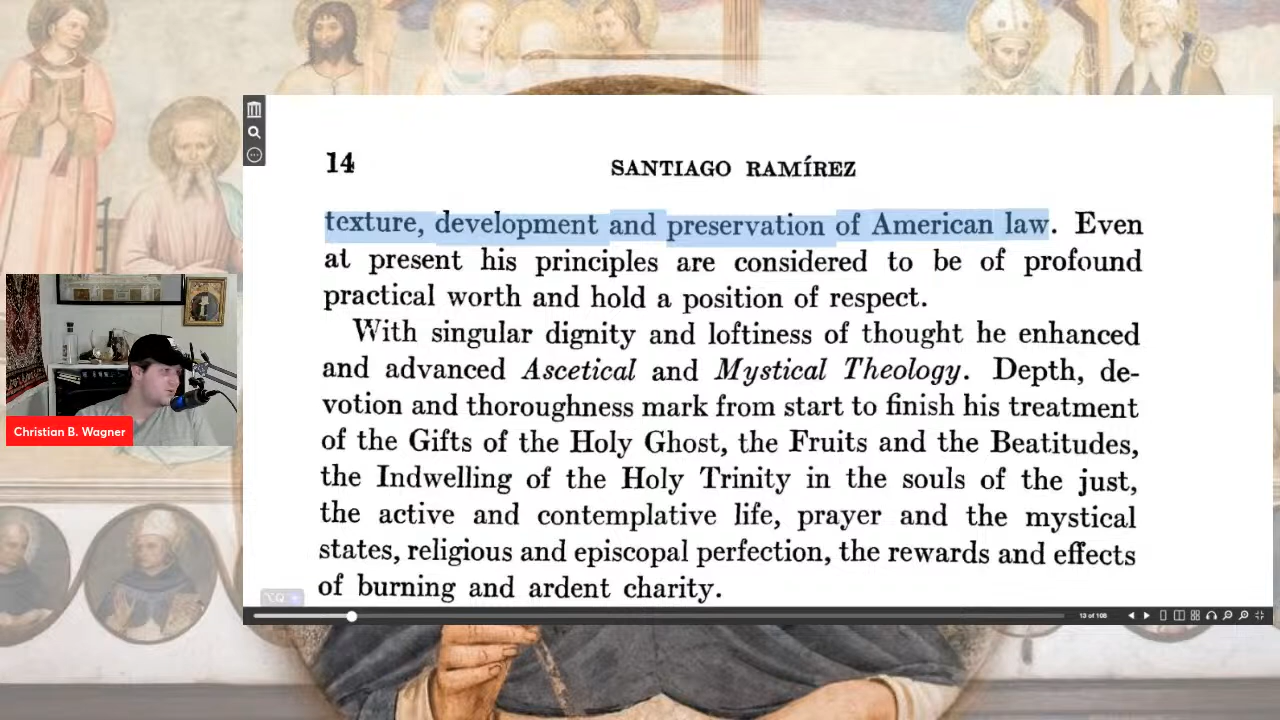 14
SANTIAGO RAMÍREZ
texture, development and preservation of American law. Even
at present his principles are considered to be of profound
practical worth and hold a position of respect.
With singular dignity and loftiness of thought he enhanced
and advanced Ascetical and Mystical Theology. Depth, de-
votion and thoroughness mark from start to finish his treatment
of the Gifts of the Holy Ghost, the Fruits and the Beatitudes,
the Indwelling of the Holy Trinity in the souls of the just,
the active and contemplative life, prayer and the mystical
states, religious and episcopal perfection, the rewards and effects
of burning and ardent charity.
Christian B. Wagner
⌥Q
13 of 108